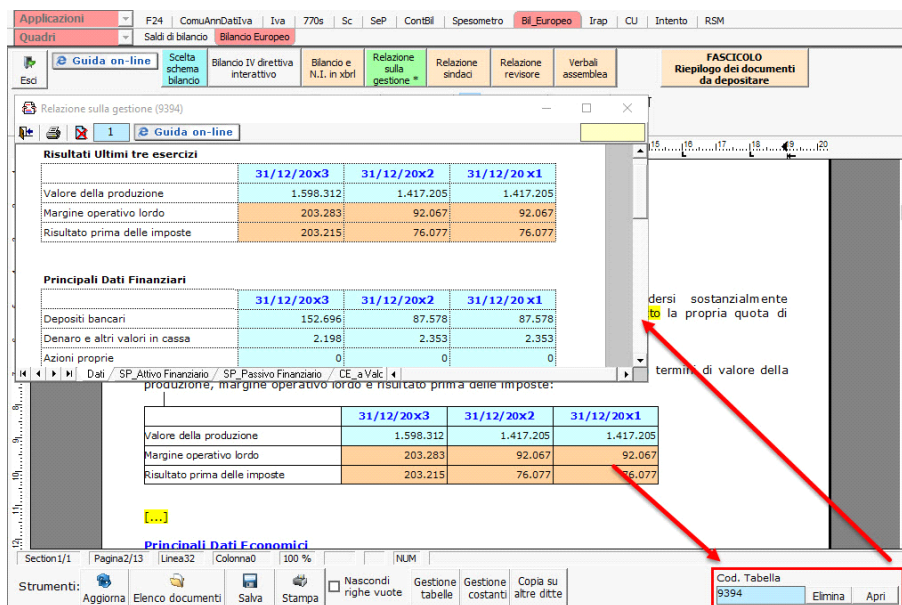 Applicazioni F24 ComuAnnDatiIva Iva 770s Sc SeP ContBil Spesometro Bil_Europeo Irap CU Intento RSM
Quadri Saldi di bilancio Bilancio Europeo
Esci
Guida on-line
Scelta schema bilancio
Bilancio IV direttiva interattivo
Bilancio e N.I. in xbrl
Relazione sulla gestione *
Relazione sindaci
Relazione revisore
Verbali assemblea
FASCICOLO
Riepilogo dei documenti
da depositare
Relazione sulla gestione (9394)
1 Guida on-line
15 16 17 18 19 20
Risultati Ultimi tre esercizi
31/12/20x3 31/12/20x2 31/12/20x1
Valore della produzione 1.598.312 1.417.205 1.417.205
Margine operativo lordo 203.283 92.067 92.067
Risultato prima delle imposte 203.215 76.077 76.077
Principali Dati Finanziari
31/12/20x3 31/12/20x2 31/12/20x1
Depositi bancari 152.696 87.578 87.578
Denaro e altri valori in cassa 2.198 2.353 2.353
Azioni proprie 0 0 0
Dati SP_Attivo Finanziario SP_Passivo Finanziario CE_a Valc
dersi sostanzialmente
to la propria quota di
termini di valore della
produzione, margine operativo lordo e risultato prima delle imposte:
31/12/20x3 31/12/20x2 31/12/20x1
Valore della produzione 1.598.312 1.417.205 1.417.205
Margine operativo lordo 203.283 92.067 92.067
Risultato prima delle imposte 203.215 76.077 76.077
[...]
Principali Dati Economici
Section1/1 Pagina2/13 Linea32 Colonna0 100 % NUM
Strumenti: Aggiorna Elenco documenti Salva Stampa
Nascondi righe vuote
Gestione tabelle
Gestione costanti
Copia su altre ditte
Cod. Tabella
9394 Elimina Apri